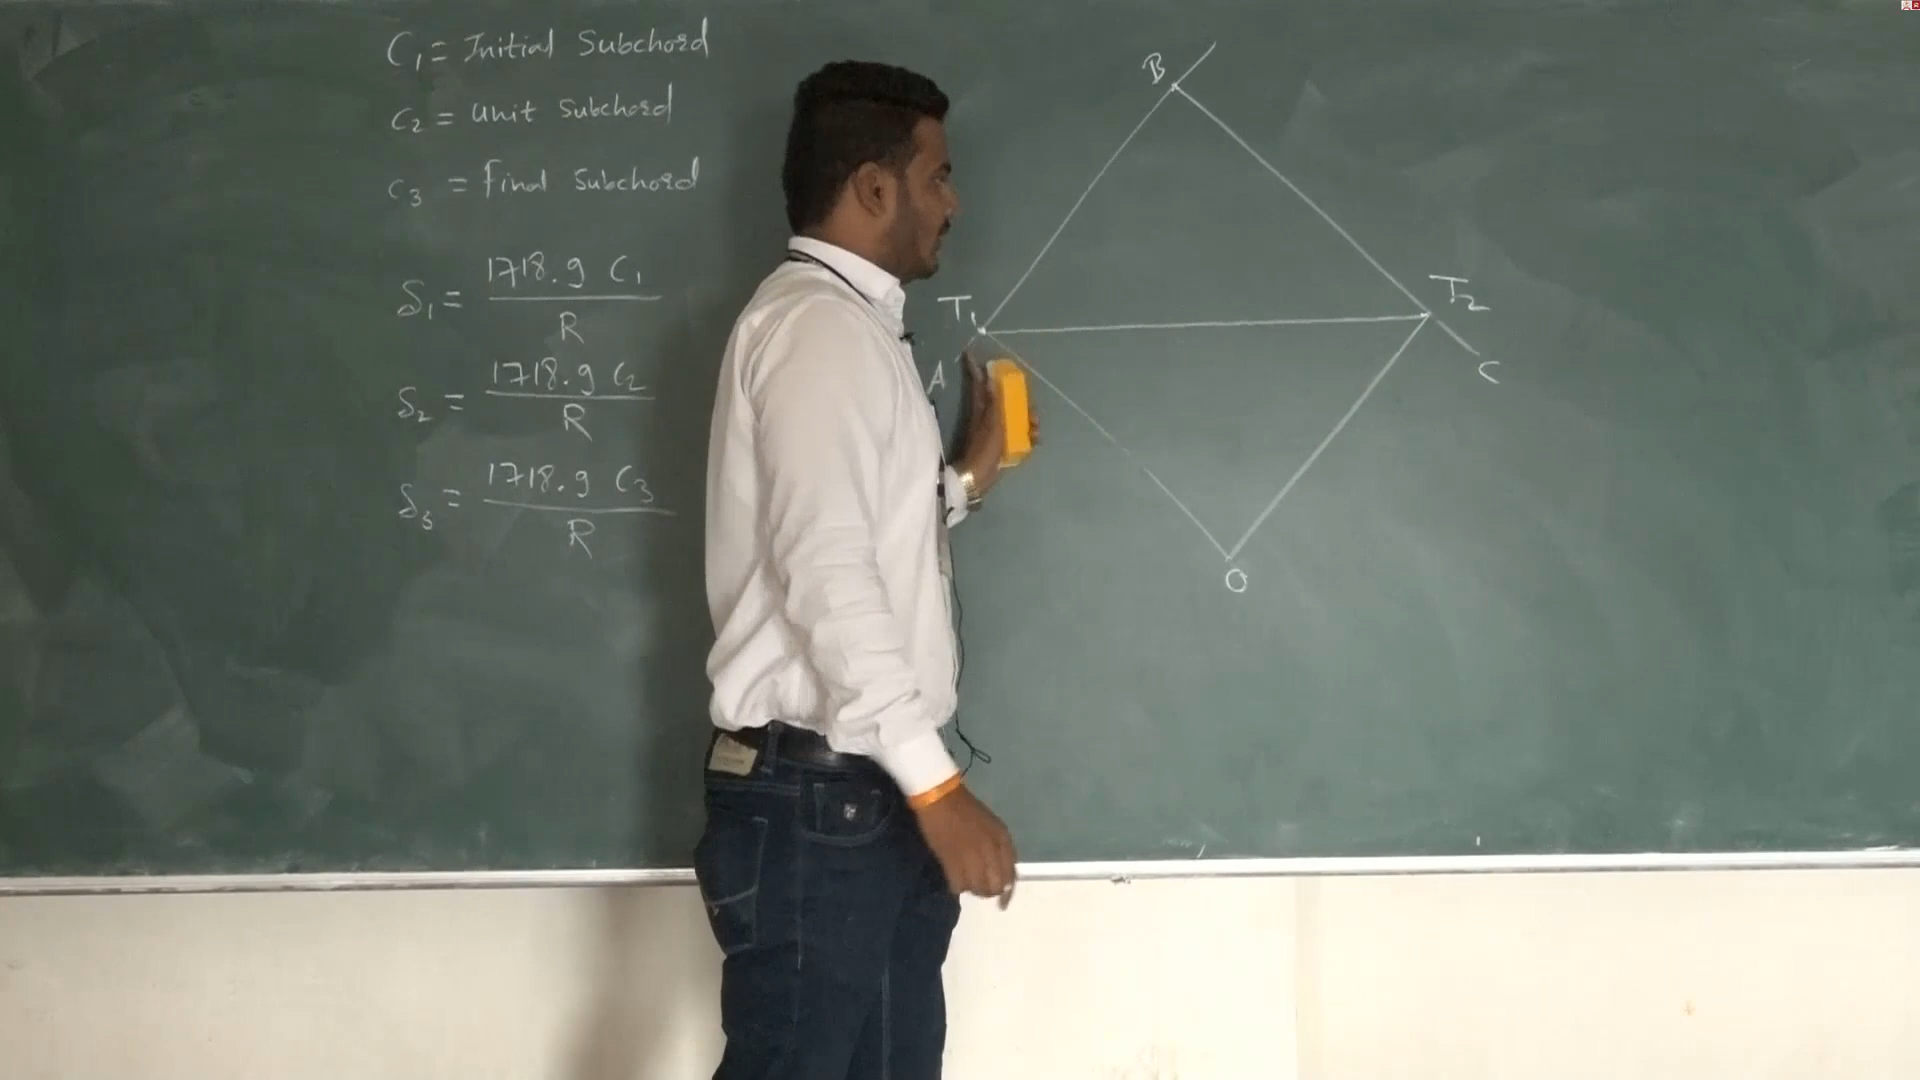 C₁ = Initial Subchord
C₂ = Unit Subchord
C₃ = Final Subchord
δ₁ = 1718.9 C₁ / R
δ₂ = 1718.9 C₂ / R
δ₃ = 1718.9 C₃ / R
B
T₁
T₂
A
C
O